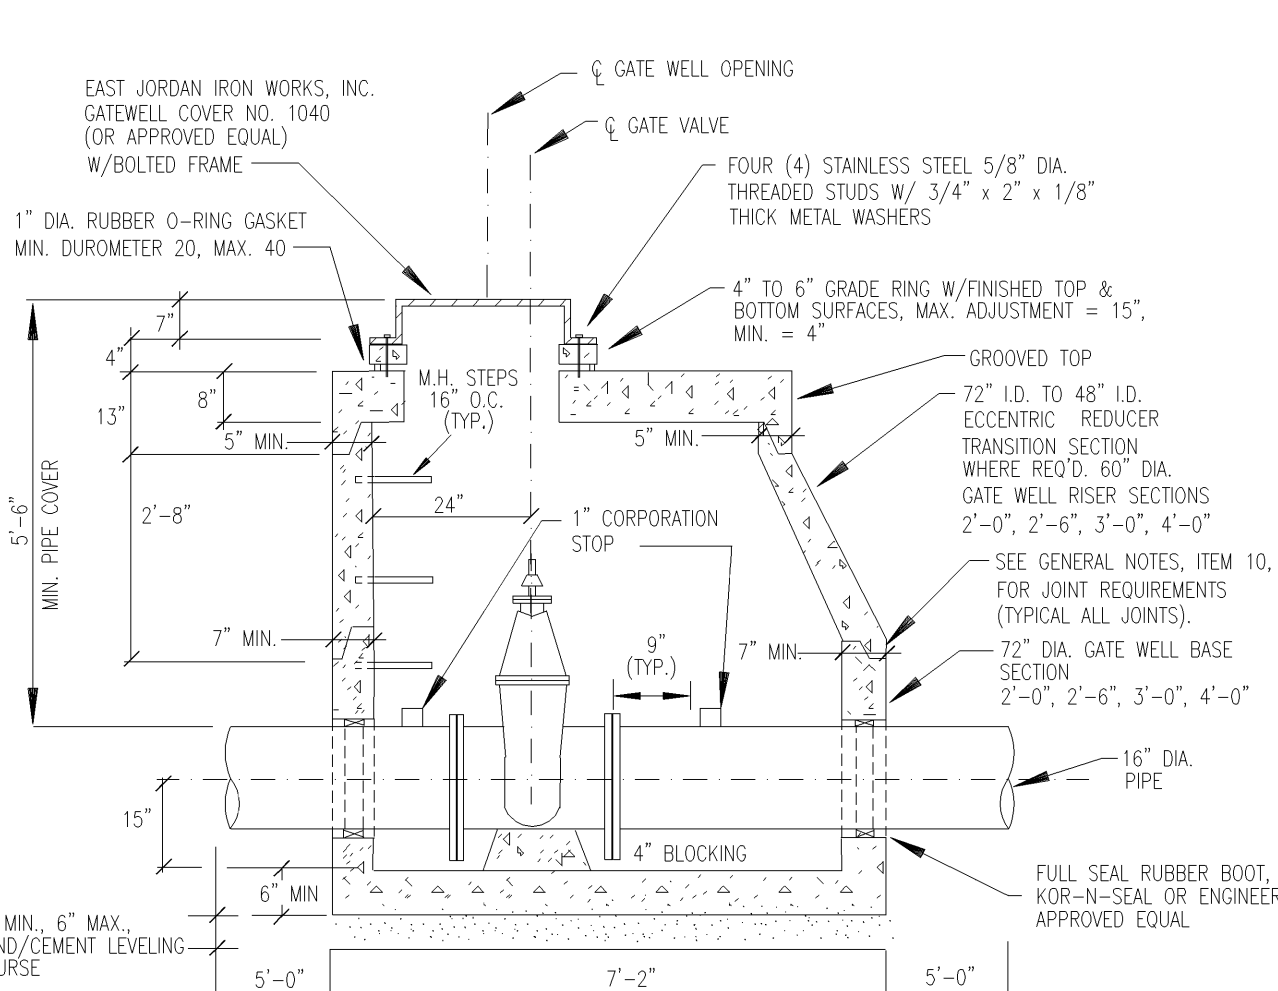 ℄ GATE WELL OPENING
EAST JORDAN IRON WORKS, INC.
GATEWELL COVER NO. 1040
(OR APPROVED EQUAL)
W/BOLTED FRAME
℄ GATE VALVE
FOUR (4) STAINLESS STEEL 5/8" DIA.
THREADED STUDS W/ 3/4" x 2" x 1/8"
THICK METAL WASHERS
1" DIA. RUBBER O-RING GASKET
MIN. DUROMETER 20, MAX. 40
4" TO 6" GRADE RING W/FINISHED TOP &
BOTTOM SURFACES, MAX. ADJUSTMENT = 15",
MIN. = 4"
7"
4"
GROOVED TOP
M.H. STEPS
16" O.C.
(TYP.)
8"
13"
5" MIN.
5" MIN.
72" I.D. TO 48" I.D.
ECCENTRIC REDUCER
TRANSITION SECTION
WHERE REQ'D. 60" DIA.
GATE WELL RISER SECTIONS
2'-0", 2'-6", 3'-0", 4'-0"
5'-6"
MIN. PIPE COVER
2'-8"
24"
1" CORPORATION
STOP
SEE GENERAL NOTES, ITEM 10,
FOR JOINT REQUIREMENTS
(TYPICAL ALL JOINTS).
7" MIN.
9"
(TYP.)
7" MIN.
72" DIA. GATE WELL BASE
SECTION
2'-0", 2'-6", 3'-0", 4'-0"
16" DIA.
PIPE
15"
4" BLOCKING
6" MIN
FULL SEAL RUBBER BOOT,
KOR-N-SEAL OR ENGINEER
APPROVED EQUAL
MIN., 6" MAX.,
ND/CEMENT LEVELING
URSE
5'-0"
7'-2"
5'-0"